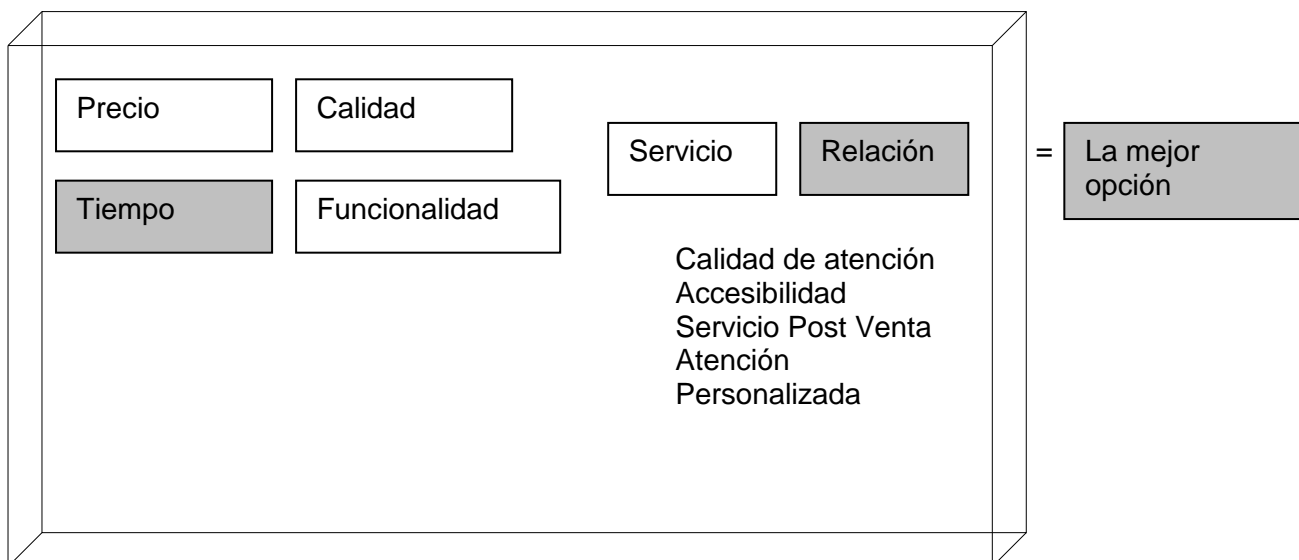 Precio
Calidad
Servicio
Relación
=
La mejor
opción
Tiempo
Funcionalidad
Calidad de atención
Accesibilidad
Servicio Post Venta
Atención
Personalizada